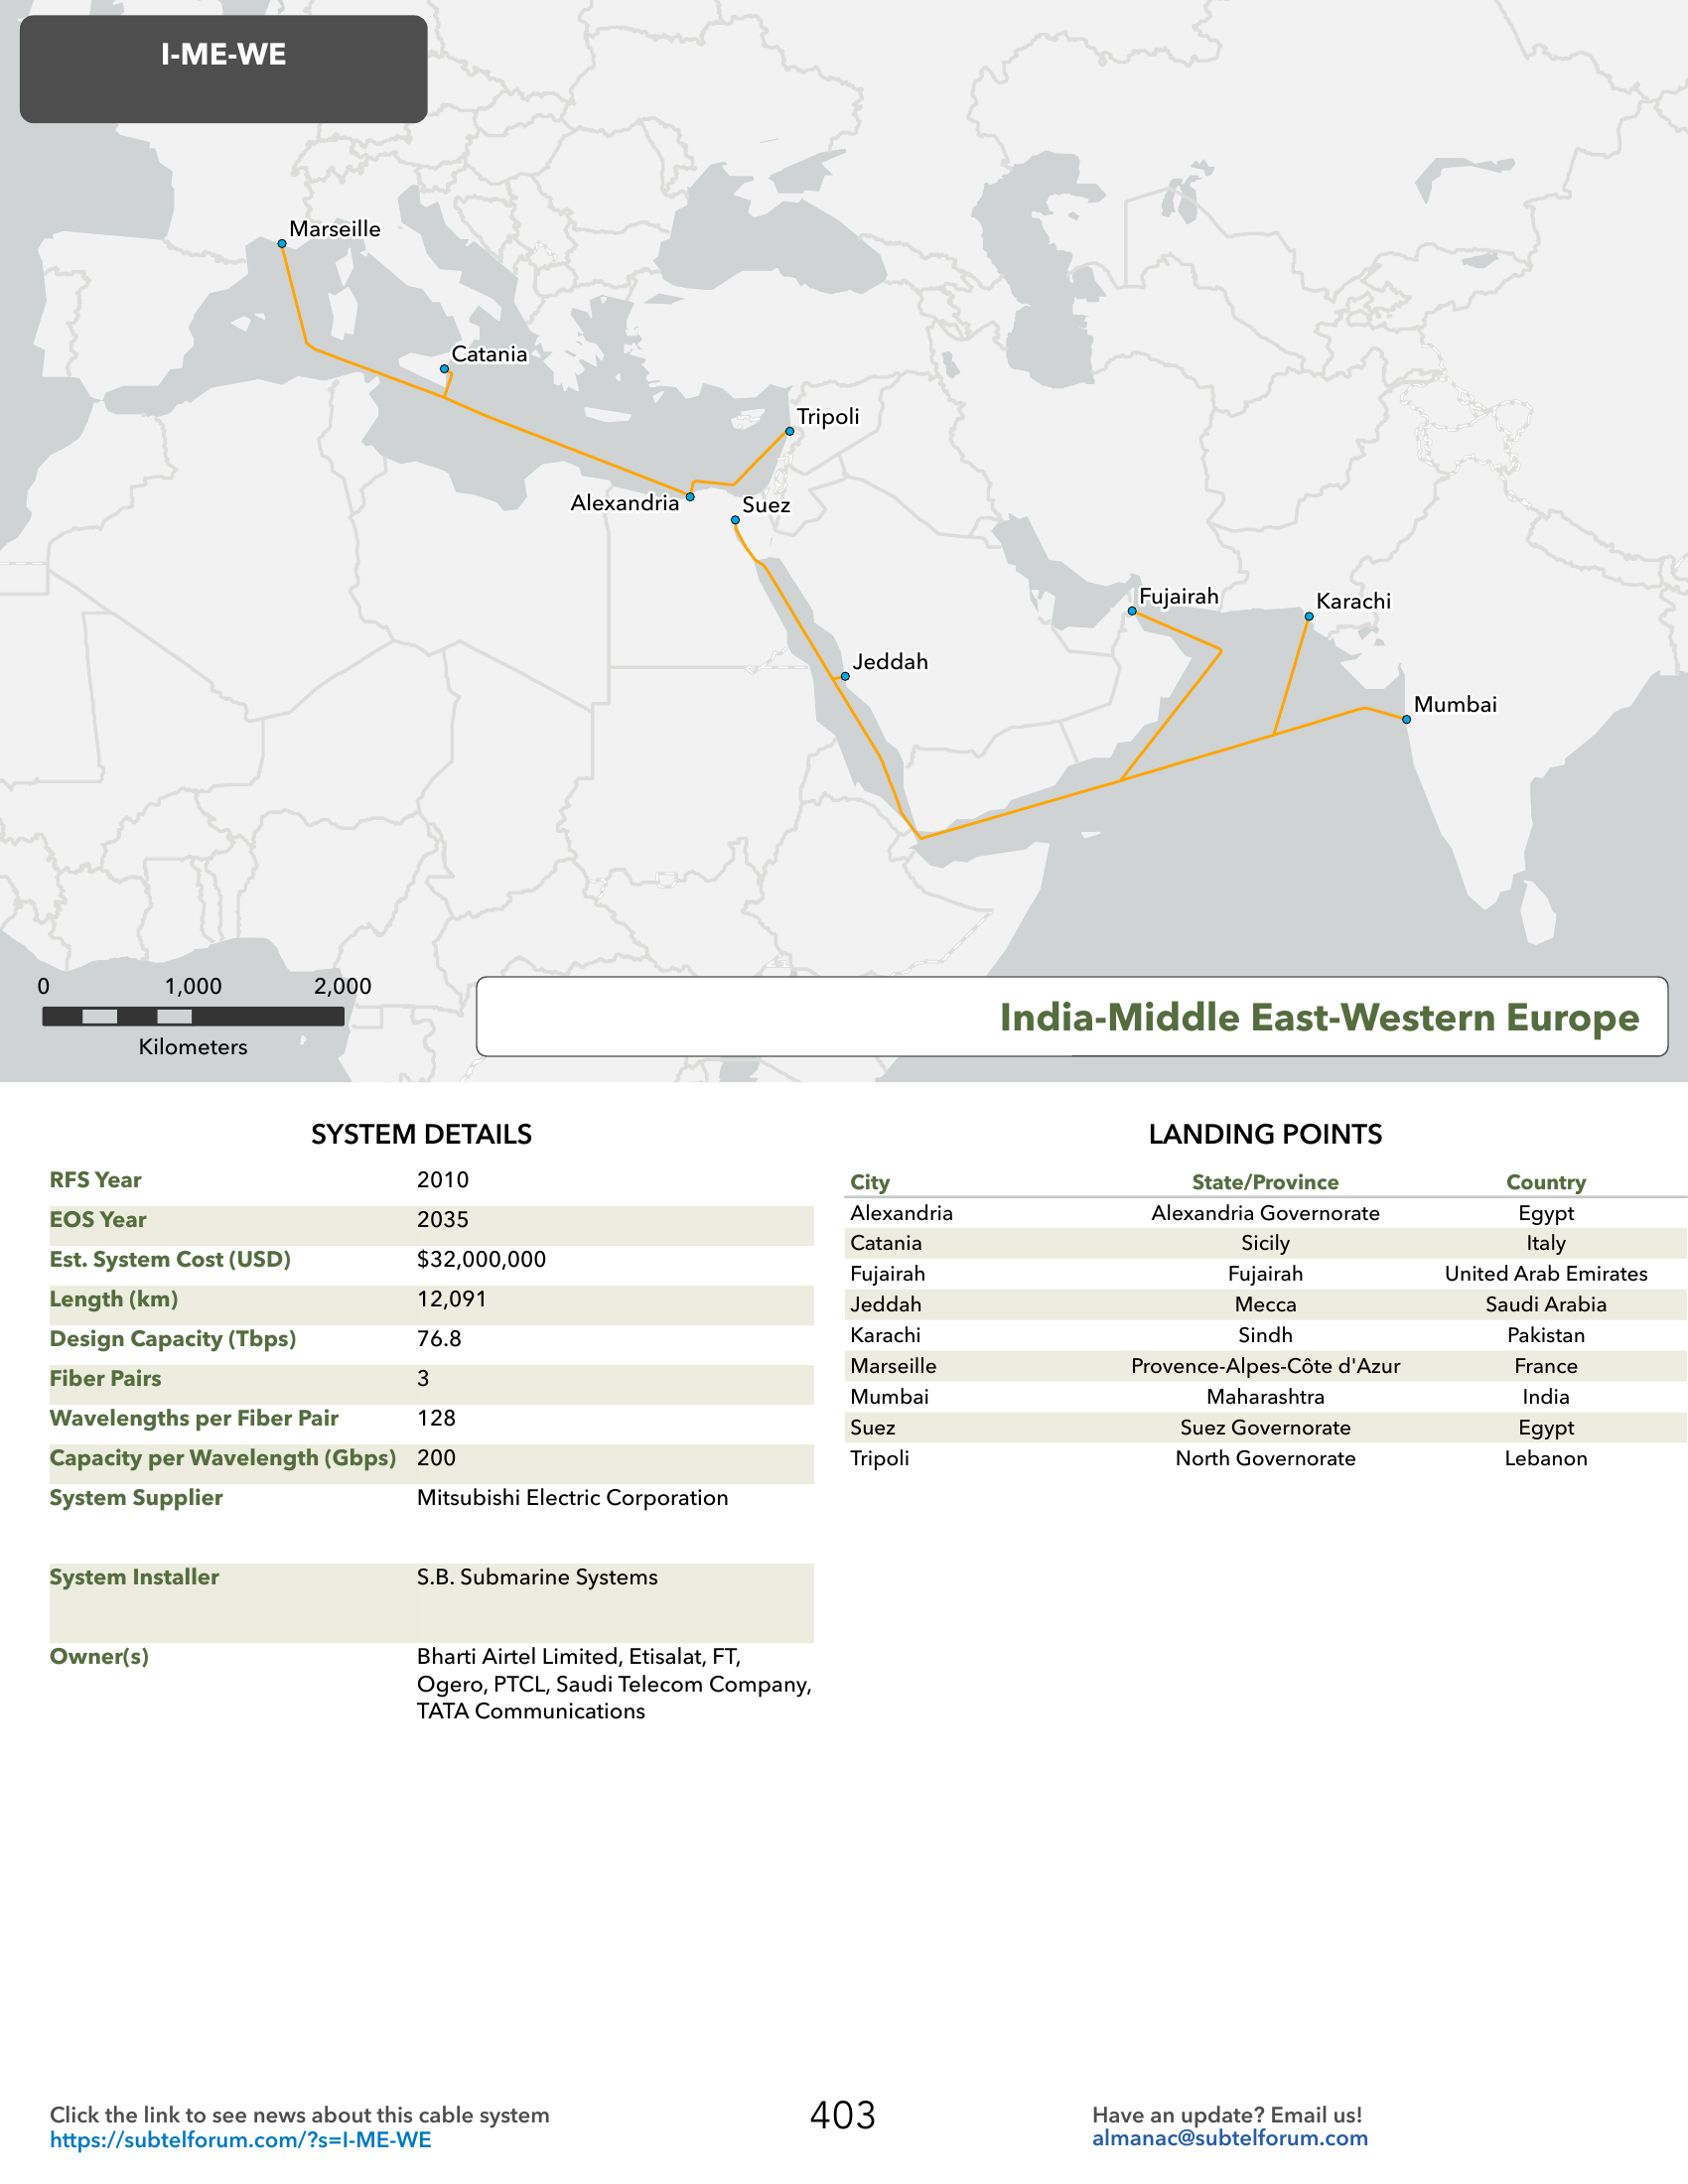 I-ME-WE
Marseille
Catania
Tripoli
Alexandria
Suez
Fujairah
Karachi
Jeddah
Mumbai
0 1,000 2,000
Kilometers
India-Middle East-Western Europe
SYSTEM DETAILS
RFS Year 2010
EOS Year 2035
Est. System Cost (USD) $32,000,000
Length (km) 12,091
Design Capacity (Tbps) 76.8
Fiber Pairs 3
Wavelengths per Fiber Pair 128
Capacity per Wavelength (Gbps) 200
System Supplier Mitsubishi Electric Corporation
System Installer S.B. Submarine Systems
Owner(s) Bharti Airtel Limited, Etisalat, FT,
Ogero, PTCL, Saudi Telecom Company,
TATA Communications
LANDING POINTS
City State/Province Country
Alexandria Alexandria Governorate Egypt
Catania Sicily Italy
Fujairah Fujairah United Arab Emirates
Jeddah Mecca Saudi Arabia
Karachi Sindh Pakistan
Marseille Provence-Alpes-Côte d'Azur France
Mumbai Maharashtra India
Suez Suez Governorate Egypt
Tripoli North Governorate Lebanon
Click the link to see news about this cable system
https://subtelforum.com/?s=I-ME-WE
403
Have an update? Email us!
almanac@subtelforum.com